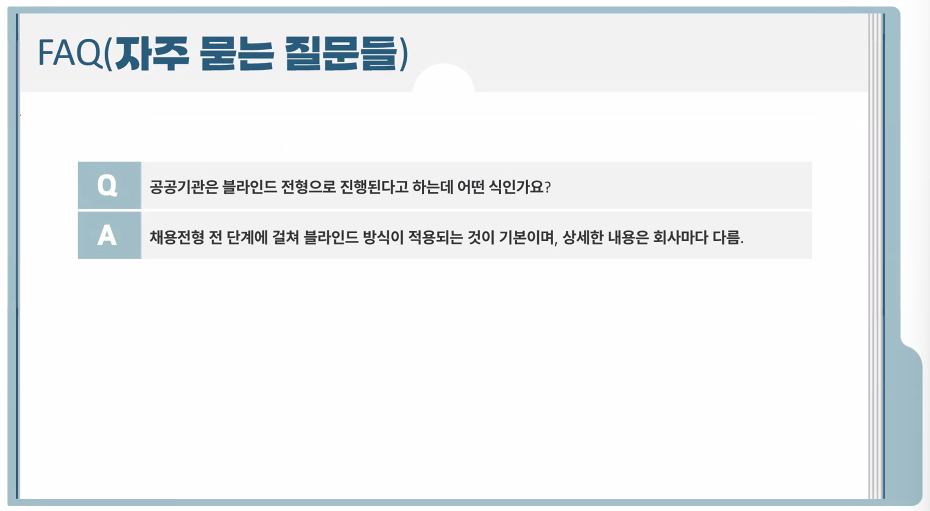 FAQ(자주 묻는 질문들)
Q 공공기관은 블라인드 전형으로 진행된다고 하는데 어떤 식인가요?
A 채용전형 전 단계에 걸쳐 블라인드 방식이 적용되는 것이 기본이며, 상세한 내용은 회사마다 다름.